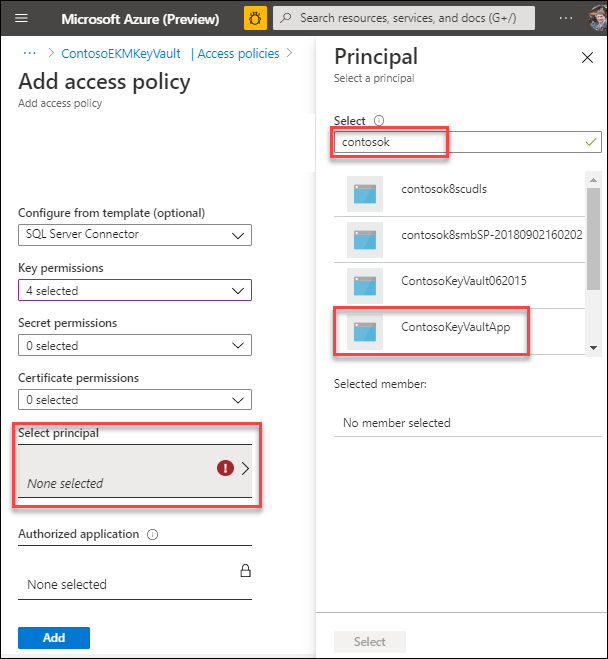 Microsoft Azure (Preview)
Search resources, services, and docs (G+/)
··· > ContosoEKMKeyVault | Access policies >
Add access policy
Add access policy
Configure from template (optional)
SQL Server Connector
Key permissions
4 selected
Secret permissions
0 selected
Certificate permissions
0 selected
Select principal
None selected
Authorized application
None selected
Add
Principal
Select a principal
Select
contosok
contosok8scudls
contosok8smbSP-20180902160202
ContosoKeyVault062015
ContosoKeyVaultApp
Selected member:
No member selected
Select